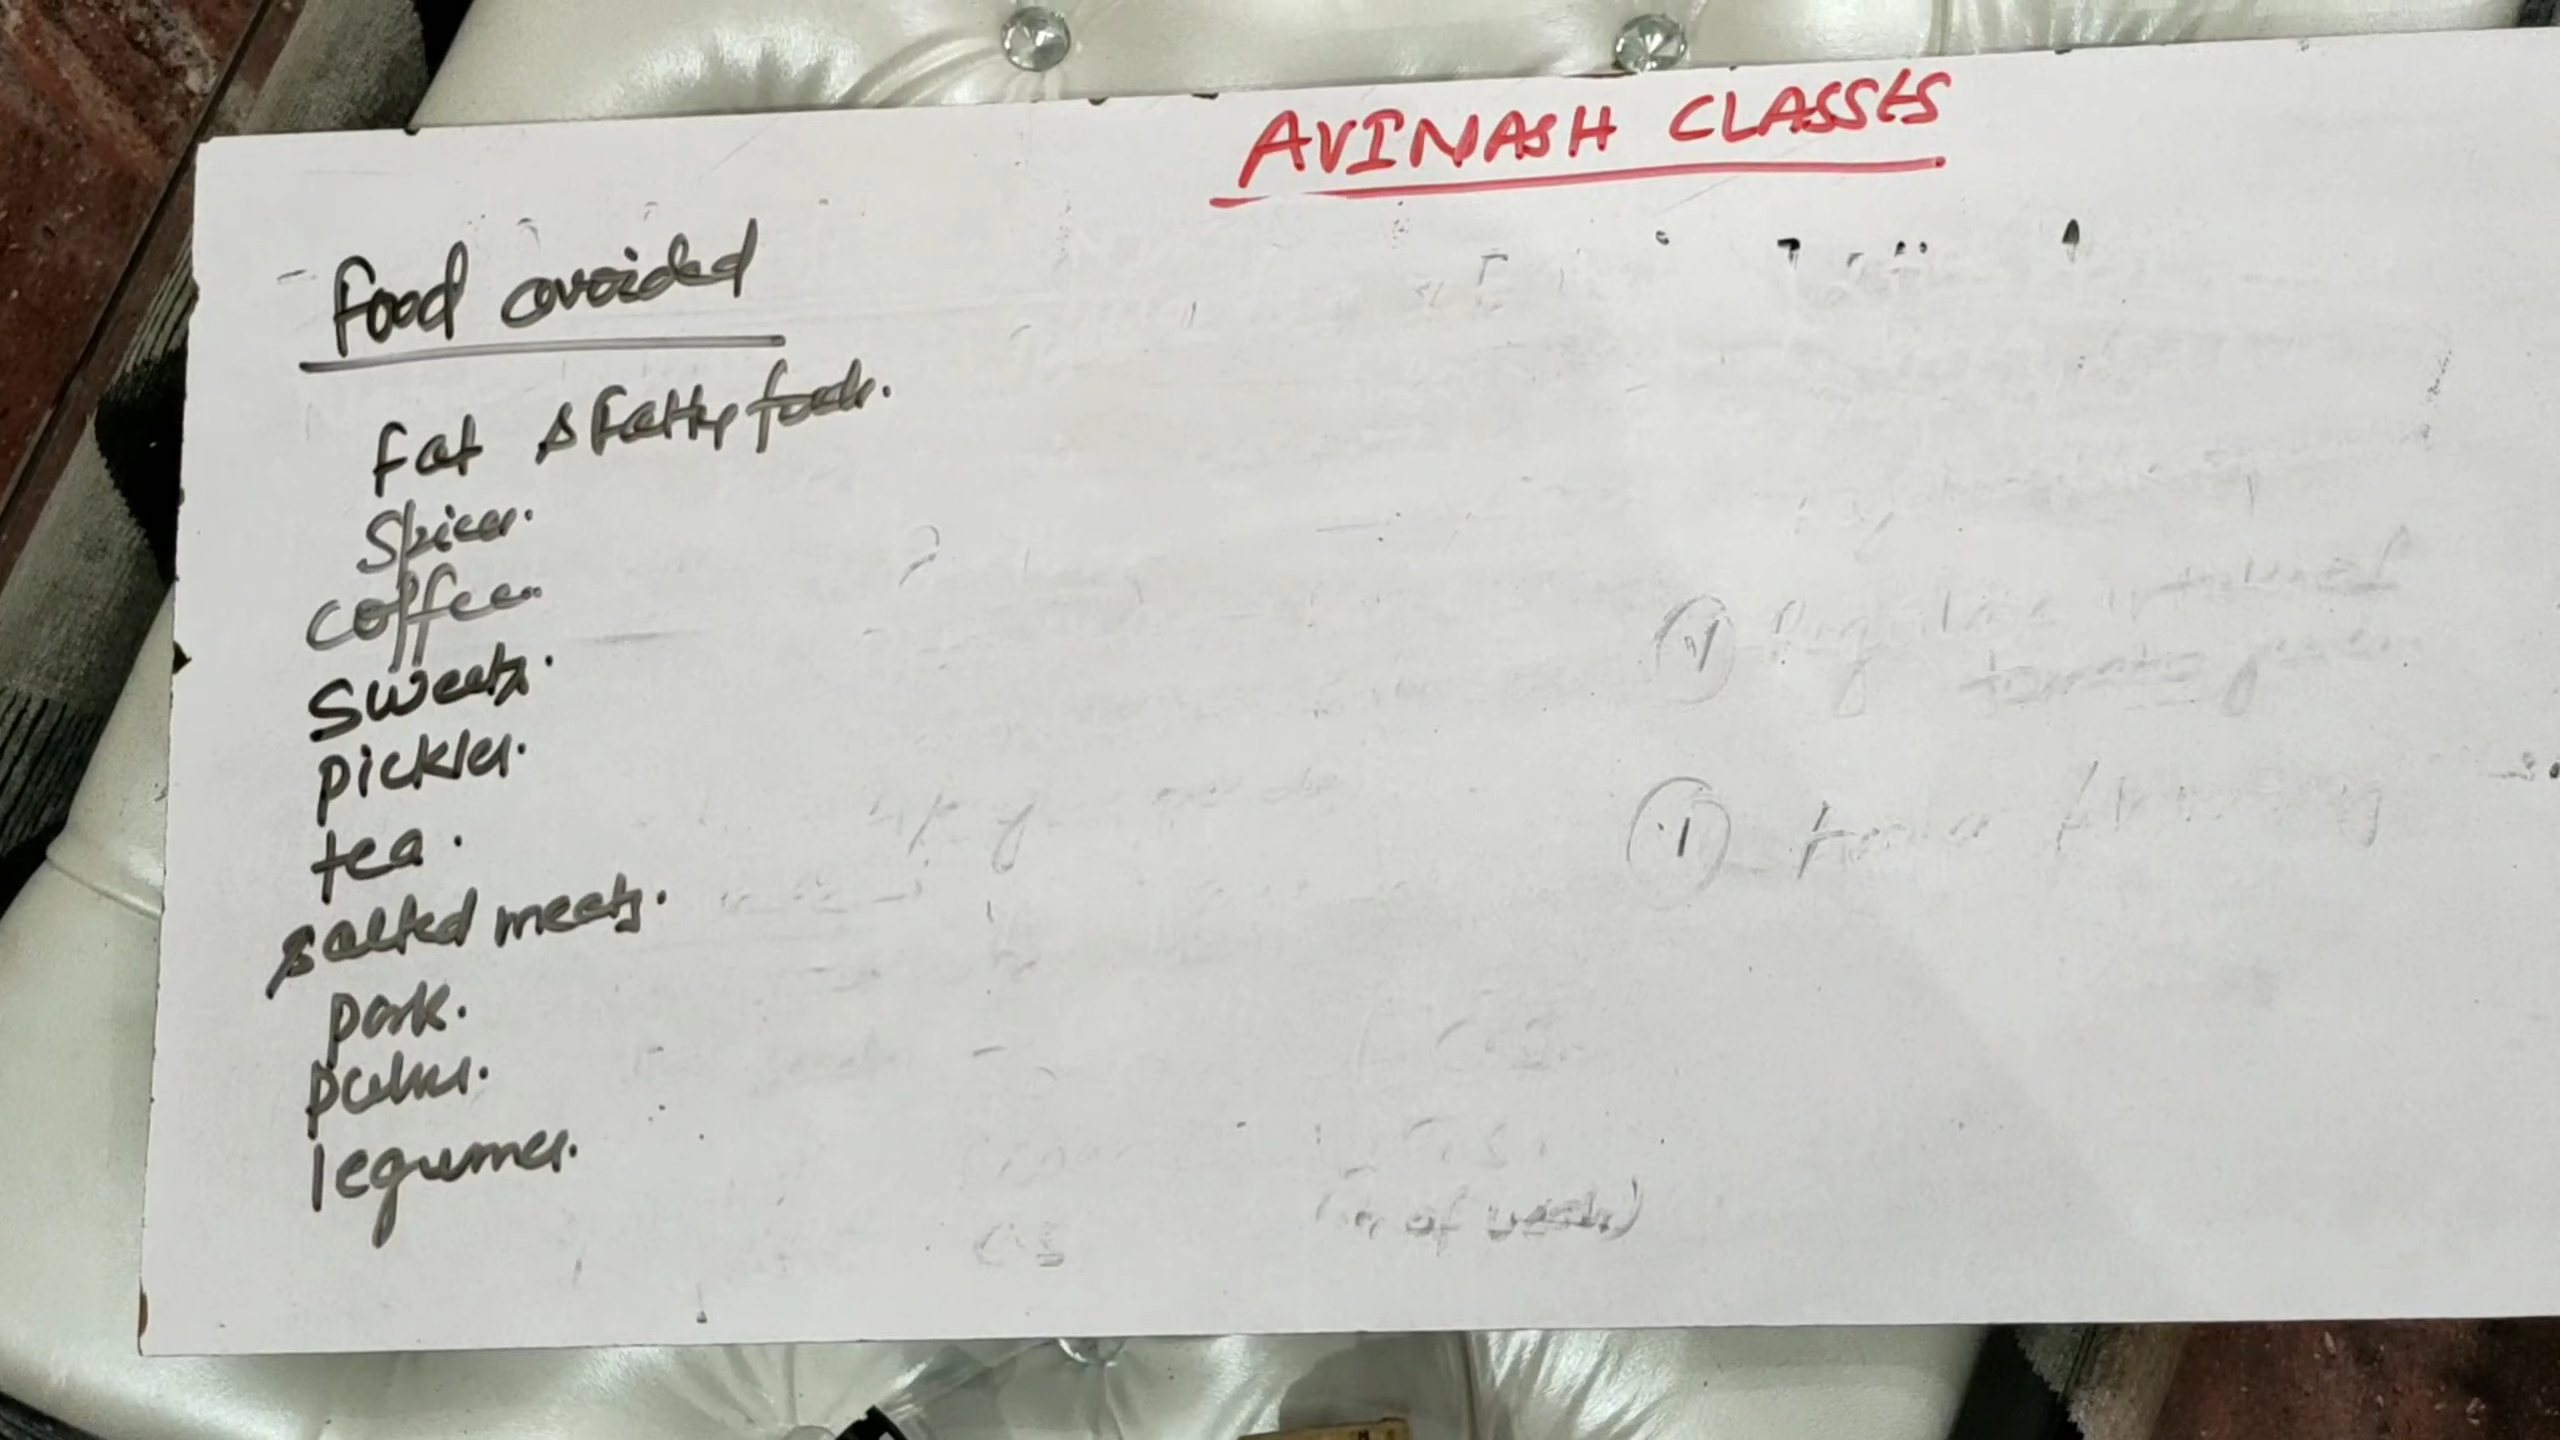 AVINASH CLASSES
Food avoided
Fat & Fatty foods.
Spices.
Coffee.
Sweets.
Pickles.
tea.
salted meats.
Pork.
Pulses.
legumes.